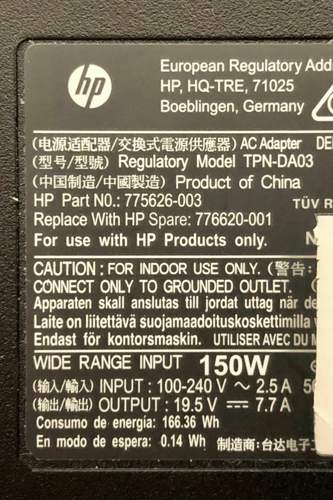 hp
European Regulatory Add
HP, HQ-TRE, 71025
Boeblingen, Germany
(电源适配器/交換式電源供應器) AC Adapter DE
(型号/型號) Regulatory Model TPN-DA03
(中国制造/中國製造) Product of China
HP Part NO.: 775626-003
TÜV R
Replace With HP Spare: 776620-001
For use with HP Products only. N
CAUTION: FOR INDOOR USE ONLY. (警告:
CONNECT ONLY TO GROUNDED OUTLET. (
Apparaten skall anslutas till jordat uttag när de
Laite on liitettävä suojamaadoituskoskettimilla v
Endast för kontorsmaskin. UTILISER AVEC DU M
WIDE RANGE INPUT 150W
(输入/輸入) INPUT: 100-240 V ~ 2.5 A 50
(输出/輸出) OUTPUT: 19.5 V ⎓ 7.7 A
Consumo de energía: 166.36 Wh
En modo de espera: 0.14 Wh 制造商: 台达电子工